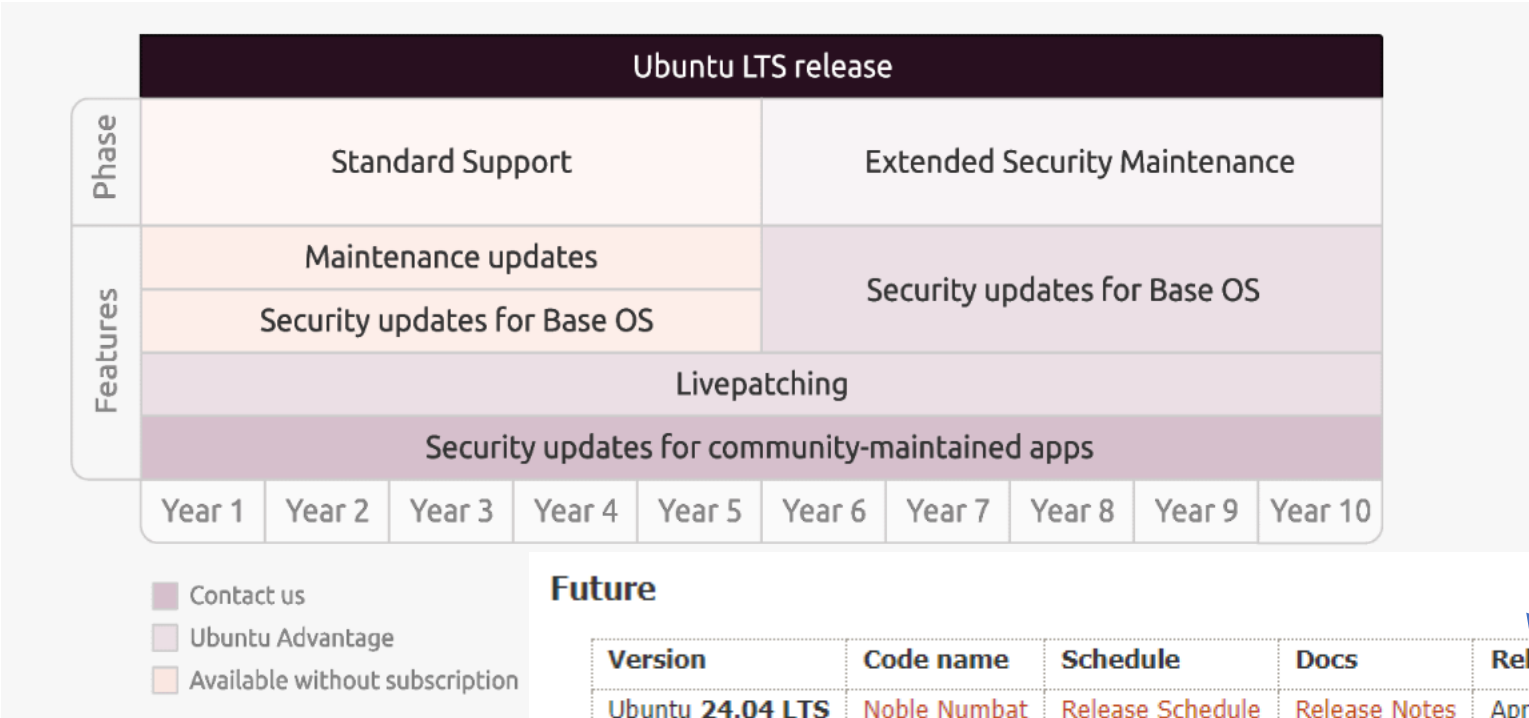 Ubuntu LTS release
Phase
Standard Support
Extended Security Maintenance
Features
Maintenance updates
Security updates for Base OS
Security updates for Base OS
Livepatching
Security updates for community-maintained apps
Year 1 Year 2 Year 3 Year 4 Year 5 Year 6 Year 7 Year 8 Year 9 Year 10
Contact us
Ubuntu Advantage
Available without subscription
Future
Version Code name Schedule Docs
Ubuntu 24.04 LTS Noble Numbat Release Schedule Release Notes